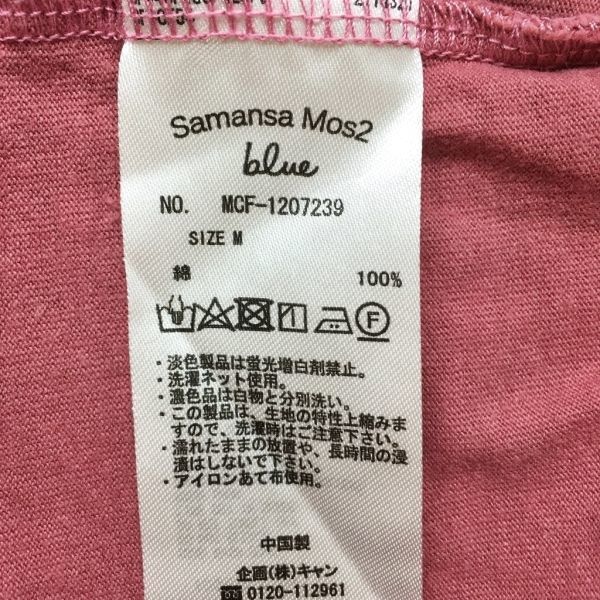 Samansa Mos2
blue
NO. MCF-1207239
SIZE M
綿 100%
F
・淡色製品は蛍光増白剤禁止。
・洗濯ネット使用。
・濃色品は白物と分別洗い。
・この製品は、生地の特性上縮みま
すので、洗濯時はご注意下さい。
・濡れたままの放置や、長時間の浸
漬はしないで下さい。
・アイロンあて布使用。
中国製
企画(株)キャン
0120-112961